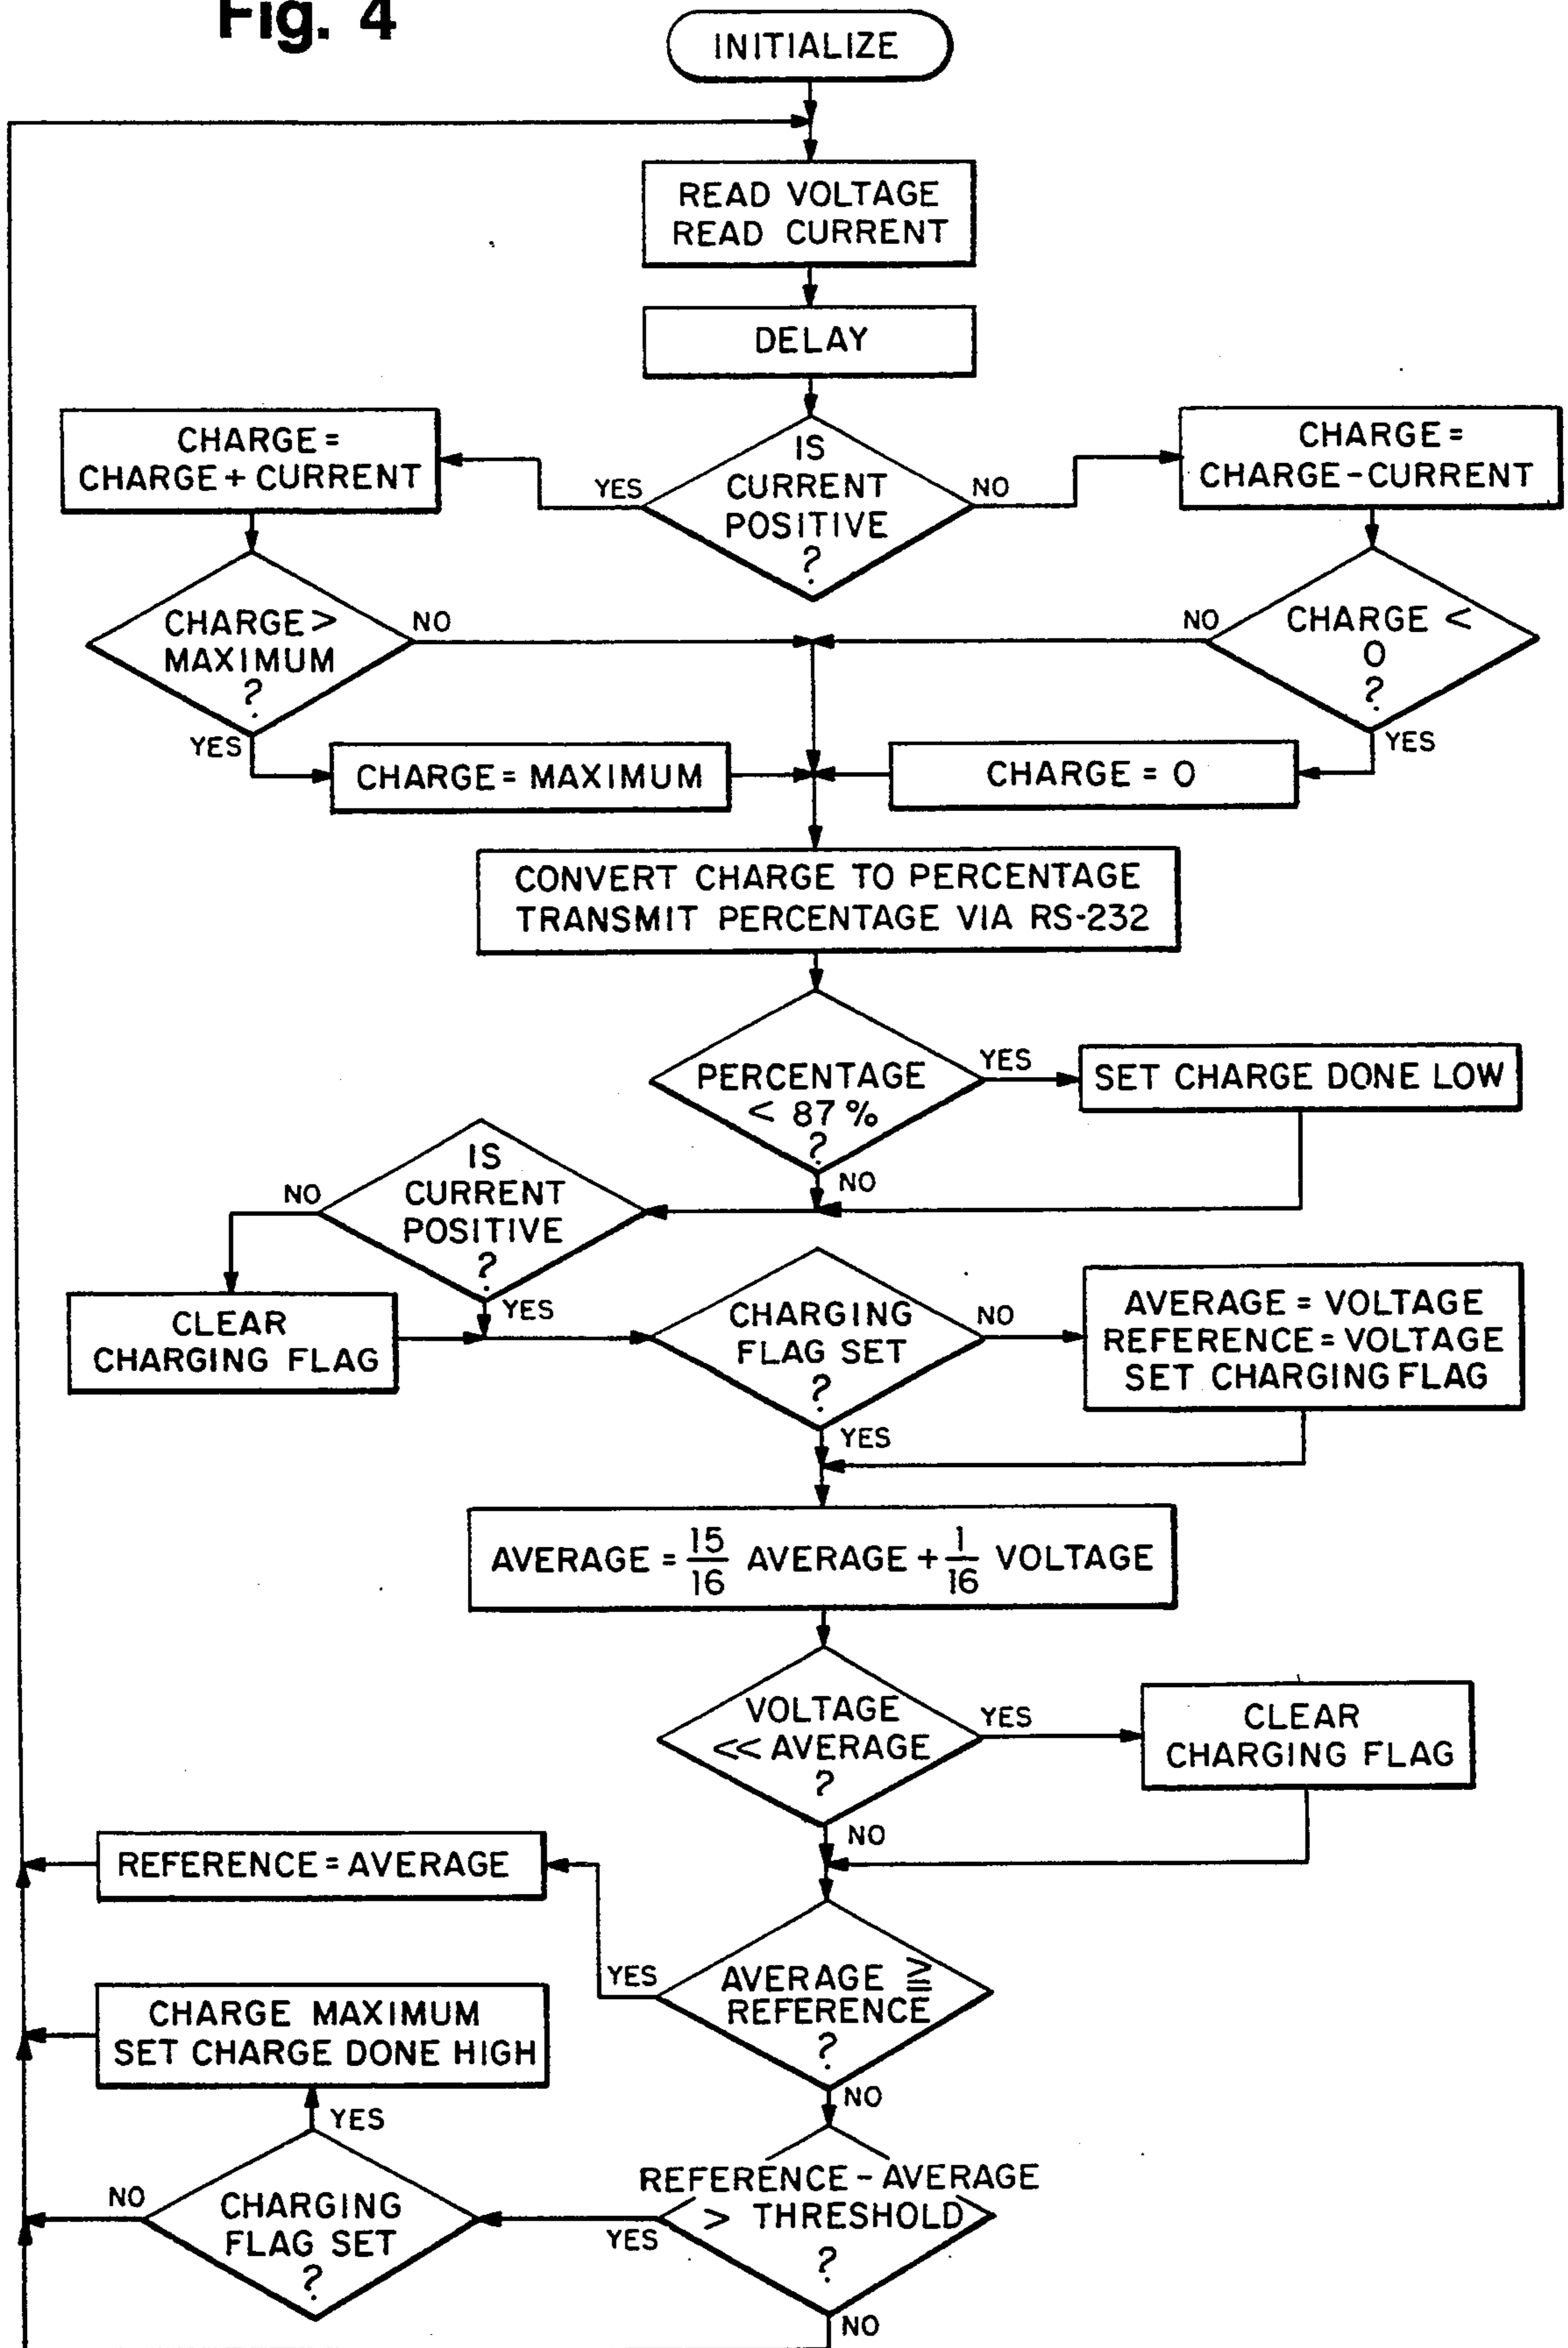 Fig. 4
INITIALIZE
READ VOLTAGE
READ CURRENT
DELAY
CHARGE =
CHARGE + CURRENT
IS
CURRENT
POSITIVE
?
YES
NO
CHARGE =
CHARGE - CURRENT
CHARGE >
MAXIMUM
?
NO
YES
NO
CHARGE <
0
?
YES
CHARGE = MAXIMUM
CHARGE = 0
CONVERT CHARGE TO PERCENTAGE
TRANSMIT PERCENTAGE VIA RS-232
PERCENTAGE
< 87 %
?
YES
SET CHARGE DONE LOW
NO
IS
CURRENT
POSITIVE
?
NO
YES
CLEAR
CHARGING FLAG
CHARGING
FLAG SET
?
NO
AVERAGE = VOLTAGE
REFERENCE = VOLTAGE
SET CHARGING FLAG
YES
AVERAGE = 15/16 AVERAGE + 1/16 VOLTAGE
VOLTAGE
<< AVERAGE
?
YES
CLEAR
CHARGING FLAG
NO
REFERENCE = AVERAGE
AVERAGE ≧
REFERENCE
?
YES
NO
CHARGE MAXIMUM
SET CHARGE DONE HIGH
YES
CHARGING
FLAG SET
?
NO
REFERENCE - AVERAGE
> THRESHOLD
?
YES
NO